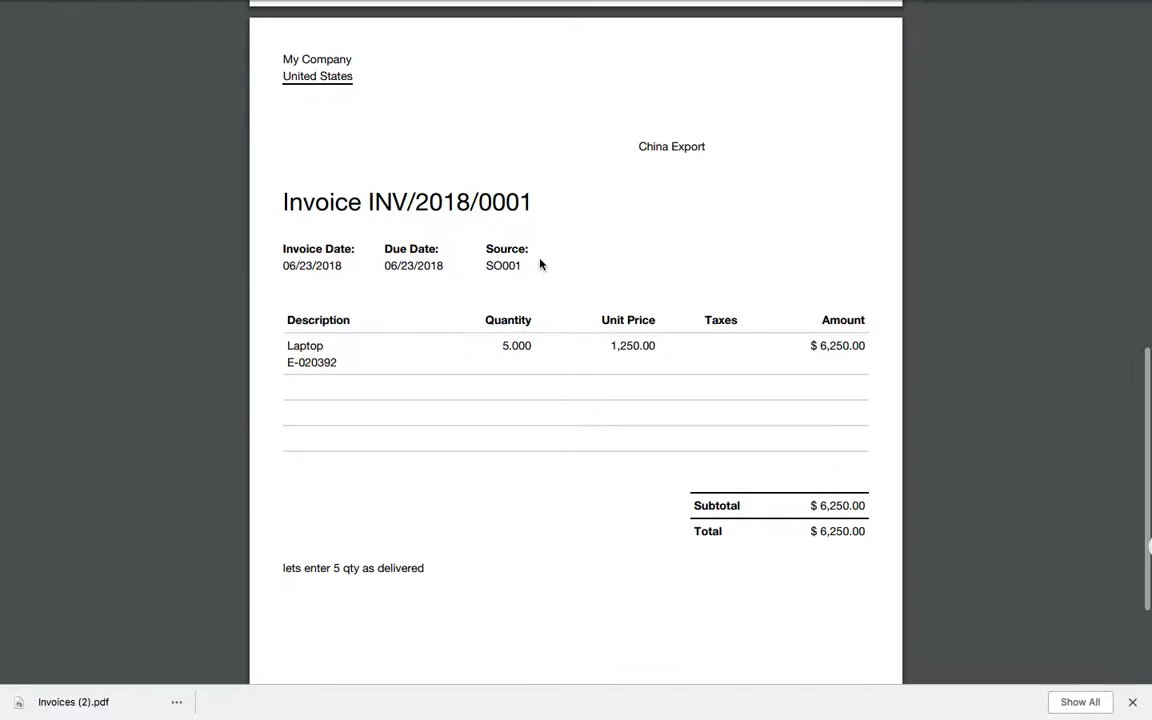 My Company
United States
China Export
Invoice INV/2018/0001
Invoice Date: Due Date: Source:
06/23/2018 06/23/2018 SO001
Description Quantity Unit Price Taxes Amount
Laptop 5.000 1,250.00 $ 6,250.00
E-020392
Subtotal $ 6,250.00
Total $ 6,250.00
lets enter 5 qty as delivered
Invoices (2).pdf Show All